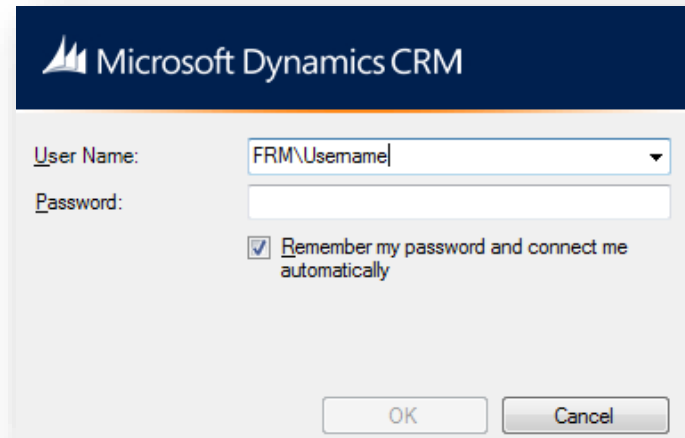 Microsoft Dynamics CRM
User Name: FRM\Username
Password:
Remember my password and connect me
automatically
OK Cancel